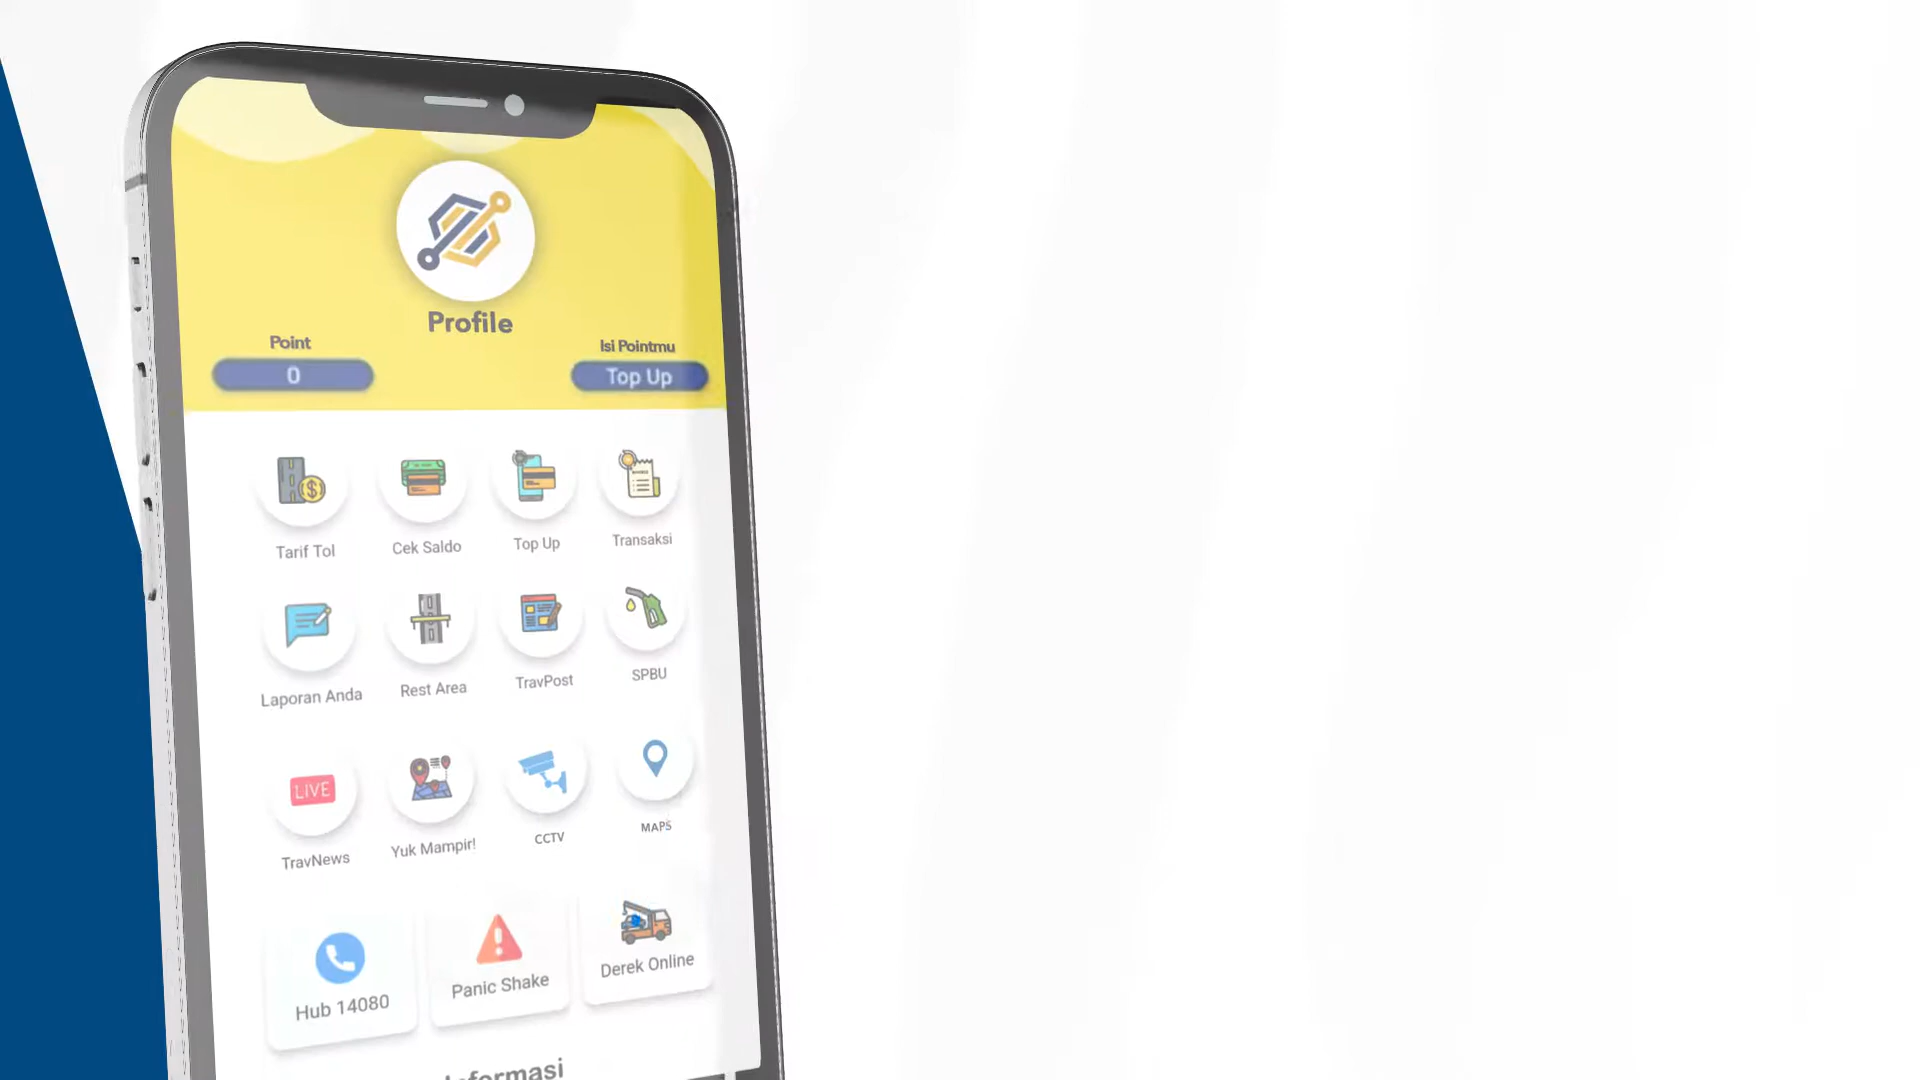 Profile
Point
Isi Pointmu
0
Top Up
Tarif Tol
Cek Saldo
Top Up
Transaksi
Laporan Anda
Rest Area
TravPost
SPBU
LIVE
TravNews
Yuk Mampir!
CCTV
MAPS
Hub 14080
Panic Shake
Derek Online
Informasi